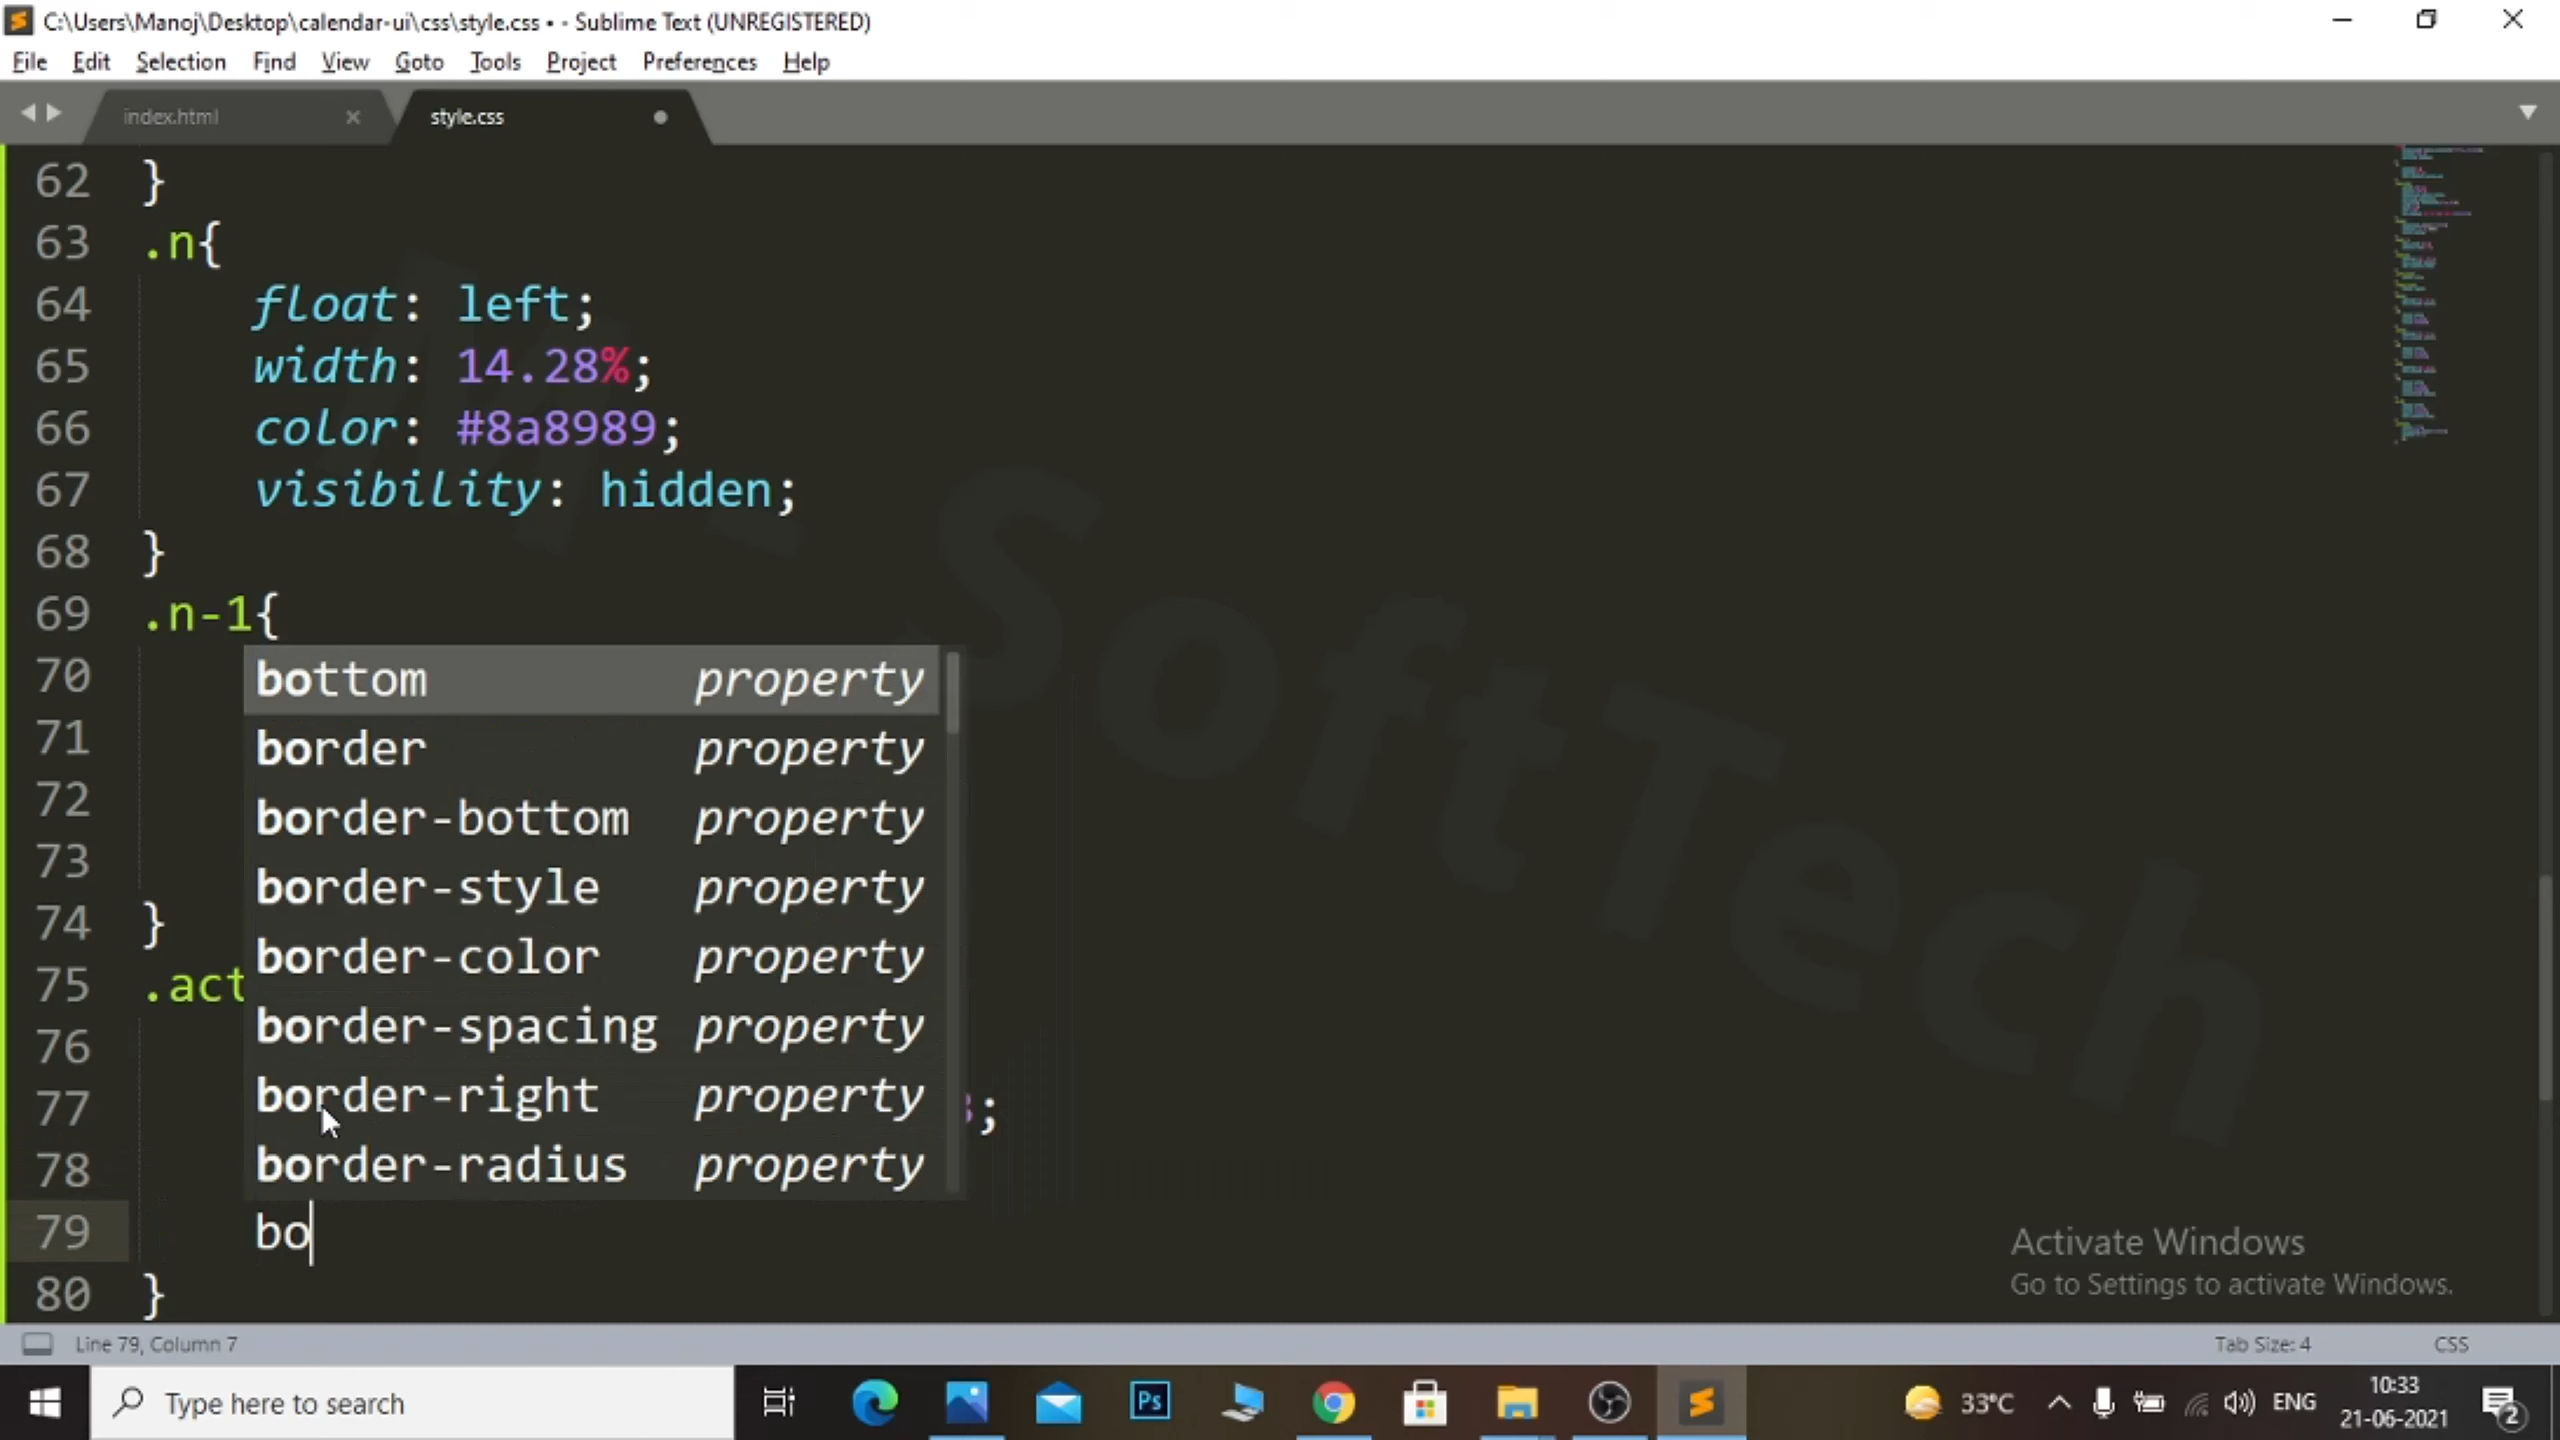 C:\Users\Manoj\Desktop\calendar-ui\css\style.css • - Sublime Text (UNREGISTERED)
File Edit Selection Find View Goto Tools Project Preferences Help
index.html × style.css
62 }
63 .n{
64 float: left;
65 width: 14.28%;
66 color: #8a8989;
67 visibility: hidden;
68 }
69 .n-1{
70 bottom property
71 border property
72 border-bottom property
73 border-style property
74 } border-color property
75 .act
76 border-spacing property
77 border-right property ;
78 border-radius property
79 bo
80 }
M - SoftTech
Activate Windows
Go to Settings to activate Windows.
Line 79, Column 7 Tab Size: 4 CSS
Type here to search Ps 33°C ENG 10:33
21-06-2021 2